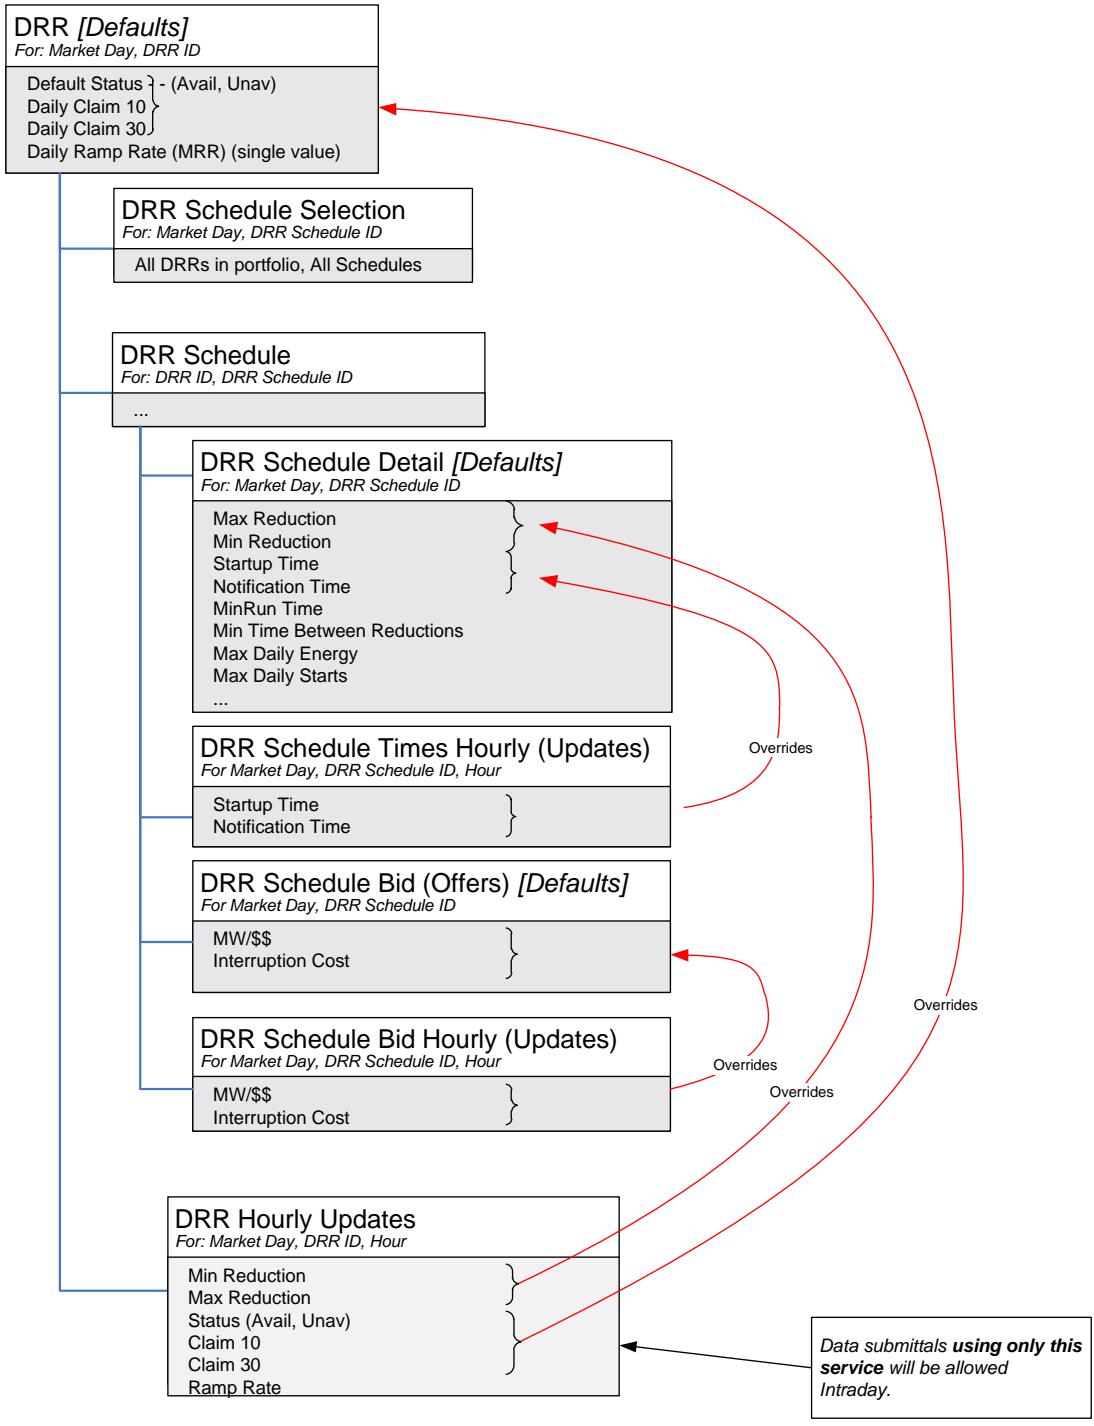 DRR [Defaults]
For: Market Day, DRR ID
Default Status - - (Avail, Unav)
Daily Claim 10
Daily Claim 30
Daily Ramp Rate (MRR) (single value)
DRR Schedule Selection
For: Market Day, DRR Schedule ID
All DRRs in portfolio, All Schedules
DRR Schedule
For: DRR ID, DRR Schedule ID
...
DRR Schedule Detail [Defaults]
For: Market Day, DRR Schedule ID
Max Reduction
Min Reduction
Startup Time
Notification Time
MinRun Time
Min Time Between Reductions
Max Daily Energy
Max Daily Starts
...
DRR Schedule Times Hourly (Updates)
For Market Day, DRR Schedule ID, Hour
Startup Time
Notification Time
Overrides
DRR Schedule Bid (Offers) [Defaults]
For Market Day, DRR Schedule ID
MW/$$
Interruption Cost
DRR Schedule Bid Hourly (Updates)
For Market Day, DRR Schedule ID, Hour
MW/$$
Interruption Cost
Overrides
Overrides
Overrides
DRR Hourly Updates
For: Market Day, DRR ID, Hour
Min Reduction
Max Reduction
Status (Avail, Unav)
Claim 10
Claim 30
Ramp Rate
Data submittals using only this
service will be allowed
Intraday.